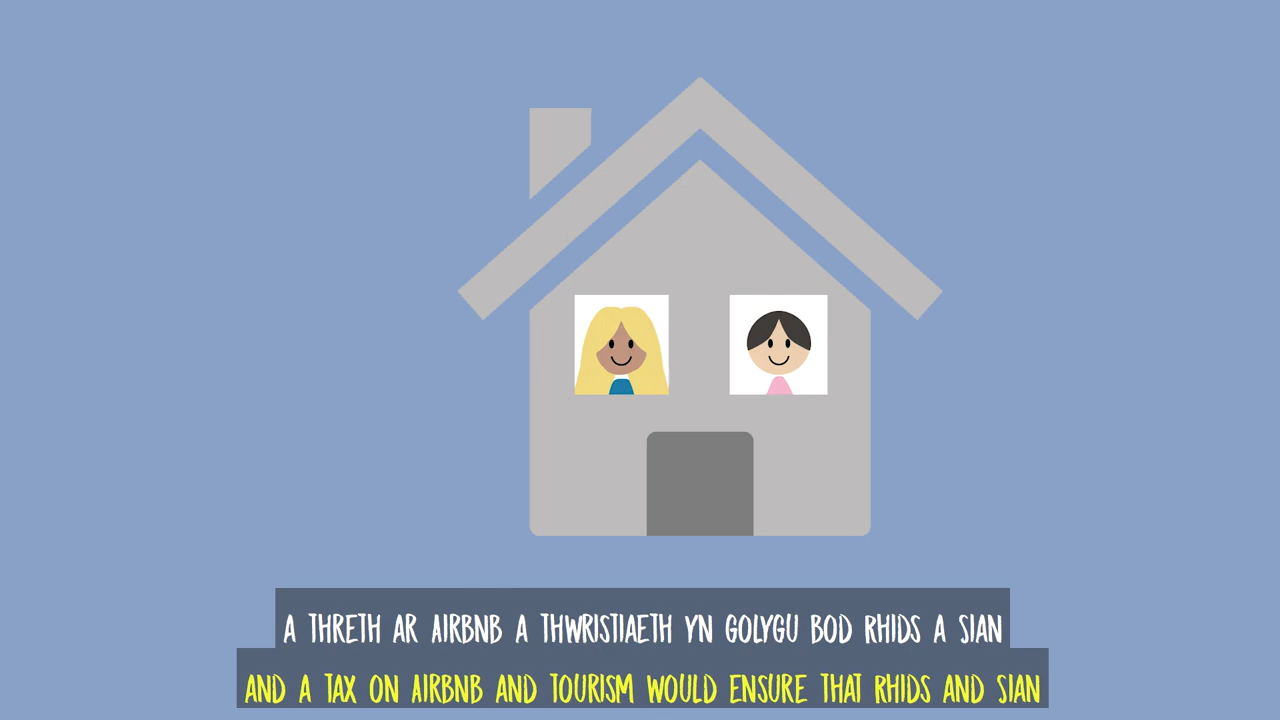 A THRETH AR AIRBNB A THWRISTIAETH YN GOLYGU BOD RHIDS A SIAN
AND A TAX ON AIRBNB AND TOURISM WOULD ENSURE THAT RHIDS AND SIAN